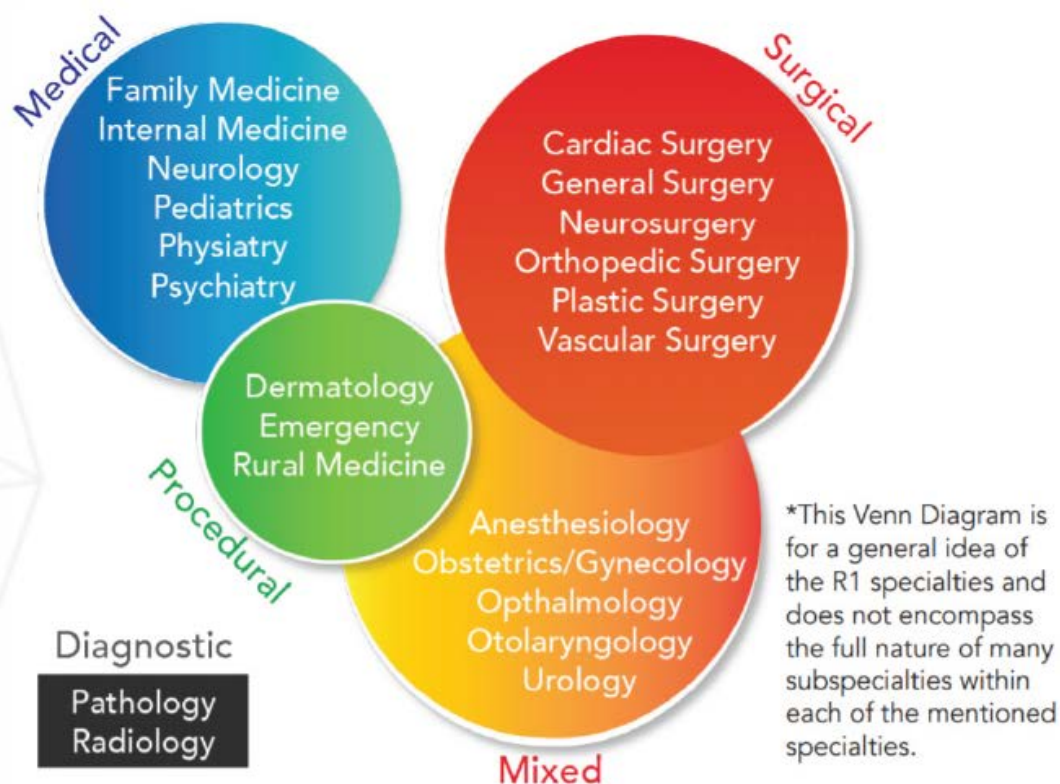 Medical
Family Medicine
Internal Medicine
Neurology
Pediatrics
Physiatry
Psychiatry
Surgical
Cardiac Surgery
General Surgery
Neurosurgery
Orthopedic Surgery
Plastic Surgery
Vascular Surgery
Dermatology
Emergency
Rural Medicine
Procedural
Anesthesiology
Obstetrics/Gynecology
Opthalmology
Otolaryngology
Urology
Mixed
Diagnostic
Pathology
Radiology
*This Venn Diagram is
for a general idea of
the R1 specialties and
does not encompass
the full nature of many
subspecialties within
each of the mentioned
specialties.